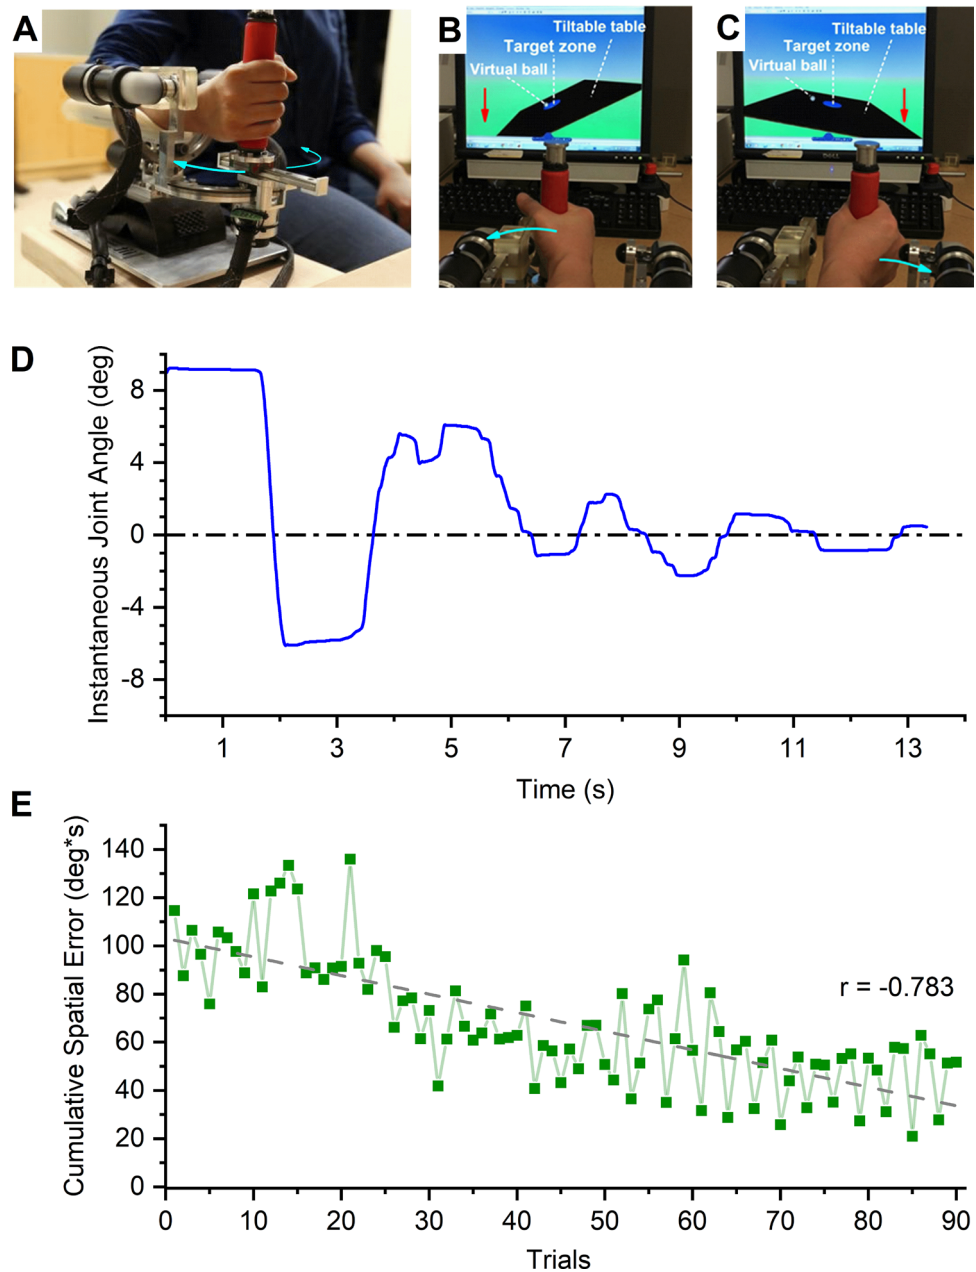 A
B
Tiltable table
Target zone
Virtual ball
C
Tiltable table
Target zone
Virtual ball
DELL
D
Instantaneous Joint Angle (deg)
8
4
0
-4
-8
1 3 5 7 9 11 13
Time (s)
E
Cumulative Spatial Error (deg*s)
140
120
100
80
60
40
20
0
r = -0.783
0 10 20 30 40 50 60 70 80 90
Trials